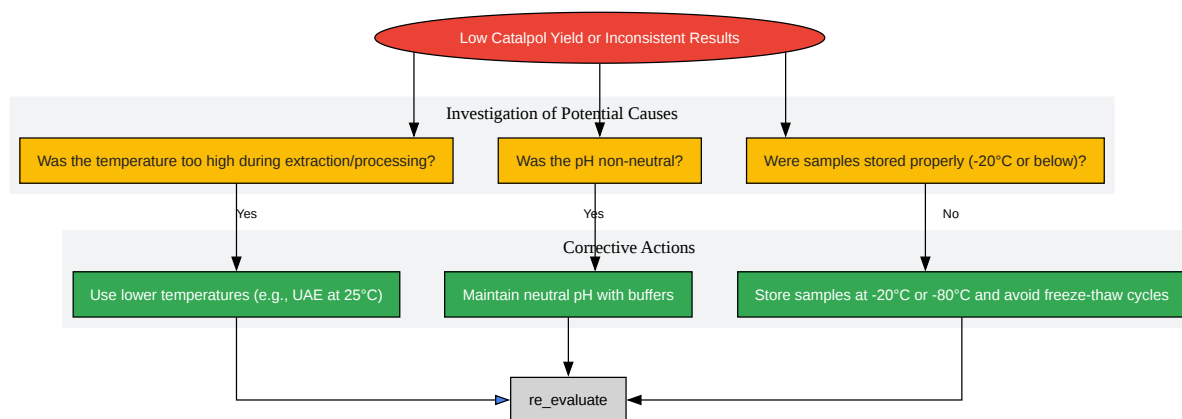 Low Catalpol Yield or Inconsistent Results
Investigation of Potential Causes
Was the temperature too high during extraction/processing?
Was the pH non-neutral?
Were samples stored properly (-20°C or below)?
Yes
Yes
No
Corrective Actions
Use lower temperatures (e.g., UAE at 25°C)
Maintain neutral pH with buffers
Store samples at -20°C or -80°C and avoid freeze-thaw cycles
re_evaluate